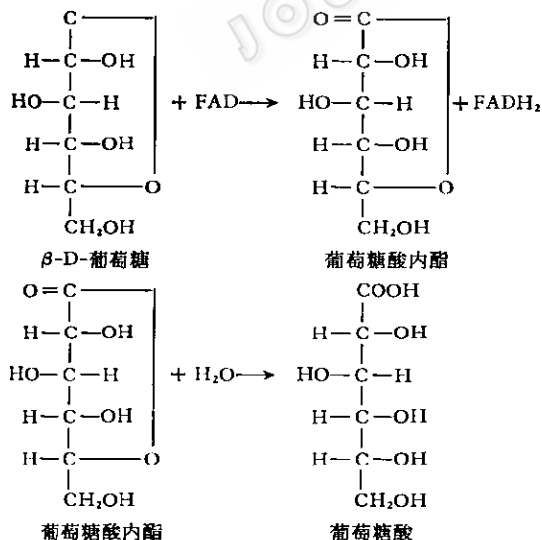 C O=C
H-C-OH H-C-OH
HO-C-H + FAD→ HO-C-H + FADH₂
H-C-OH H-C-OH
H-C-O H-C-O
CH₂OH CH₂OH
β-D-葡萄糖 葡萄糖酸内酯
O=C COOH
H-C-OH H-C-OH
HO-C-H + H₂O→ HO-C-H
H-C-OH H-C-OH
H-C-O H-C-OH
CH₂OH CH₂OH
葡萄糖酸内酯 葡萄糖酸